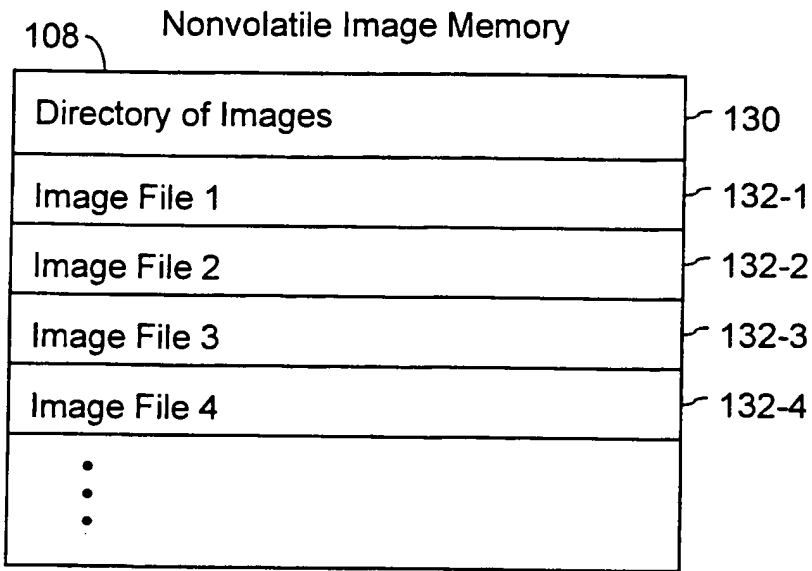 Nonvolatile Image Memory
108
Directory of Images 130
Image File 1 132-1
Image File 2 132-2
Image File 3 132-3
Image File 4 132-4